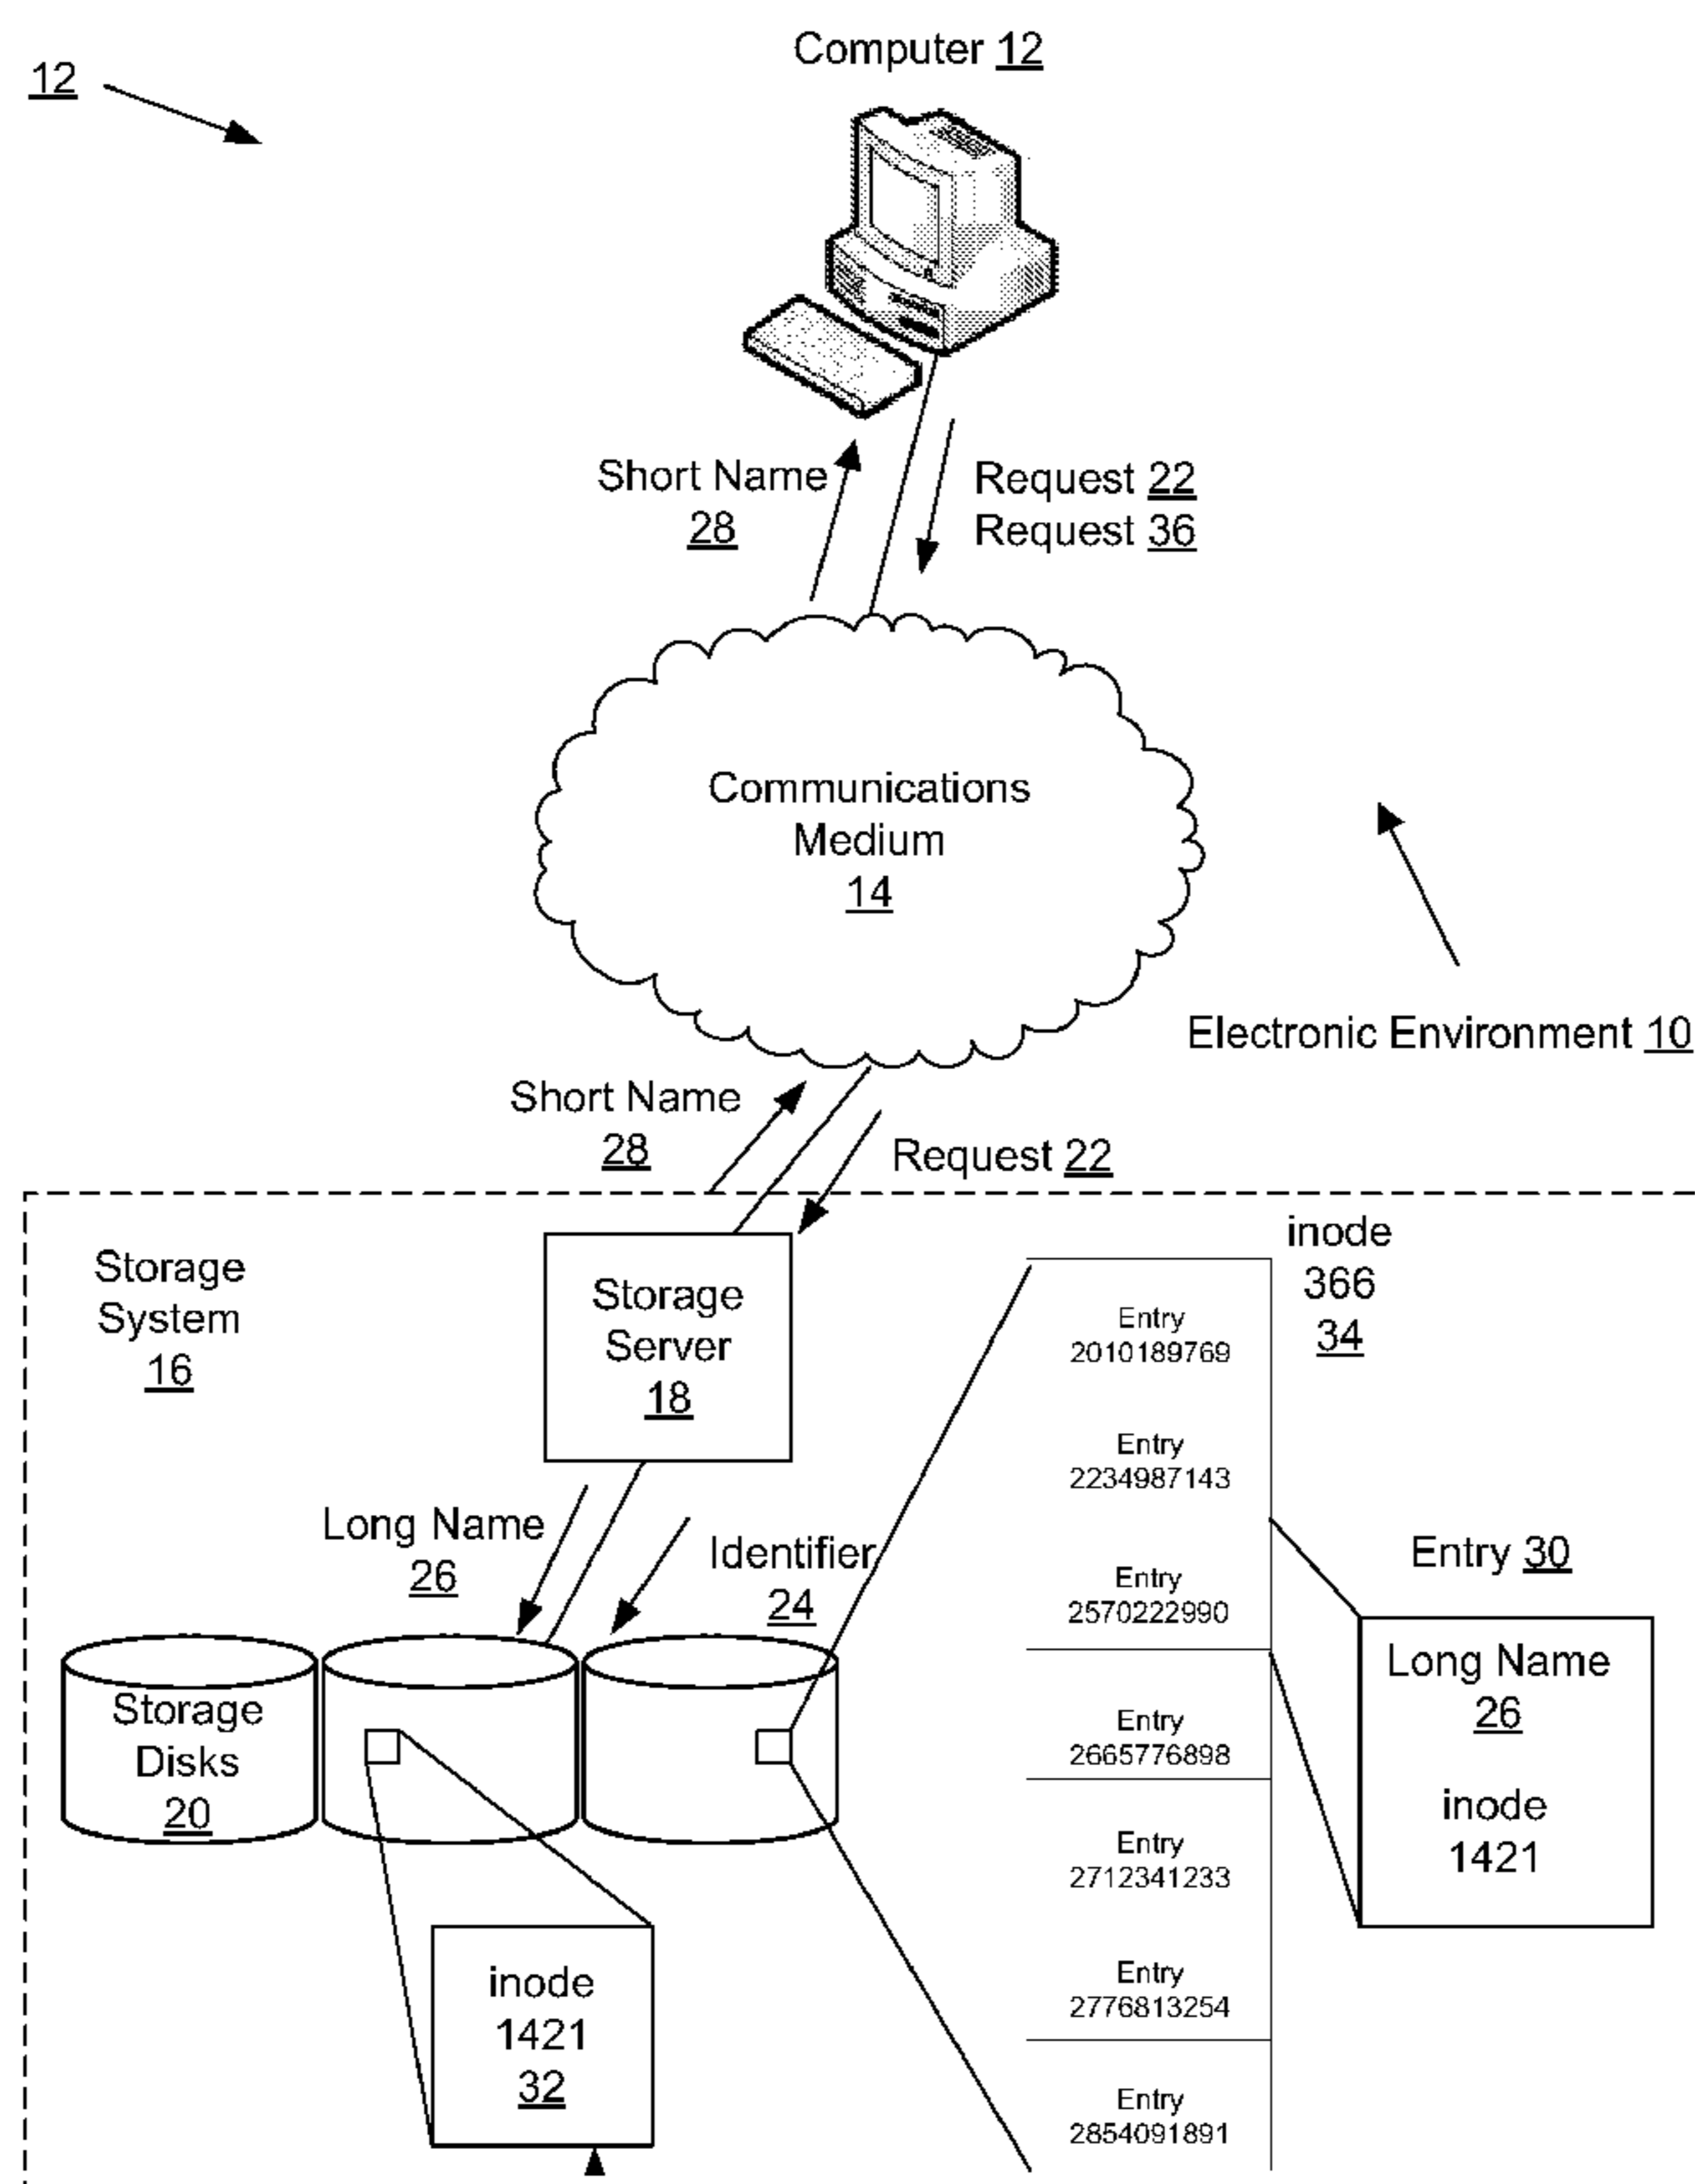 Computer 12
12
Short Name
28
Request 22
Request 36
Communications
Medium
14
Electronic Environment 10
Short Name
28
Request 22
Storage
System
16
Storage
Server
18
inode
366
34
Entry
2010189769
Entry
2234987143
Long Name
26
Identifier
24
Entry
2570222990
Entry 30
Long Name
26
inode
1421
Storage
Disks
20
Entry
2665776898
Entry
2712341233
inode
1421
32
Entry
2776813254
Entry
2854091891